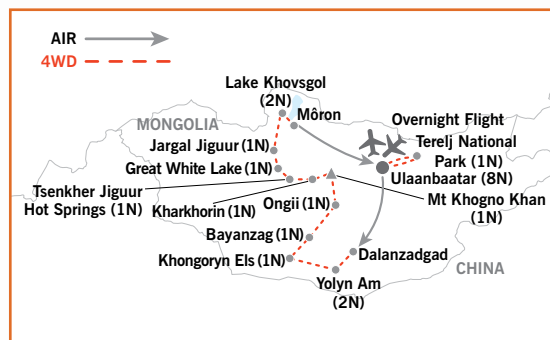 AIR
4WD
Lake Khovsgol
(2N)
Môron
MONGOLIA
Overnight Flight
Terelj National
Park (1N)
Jargal Jiguur (1N)
Great White Lake (1N)
Ulaanbaatar (8N)
Tsenkher Jiguur
Hot Springs (1N)
Kharkhorin (1N)
Mt Khogno Khan
(1N)
Ongii (1N)
Bayanzag (1N)
Khongoryn Els (1N)
Dalanzadgad
CHINA
Yolyn Am
(2N)